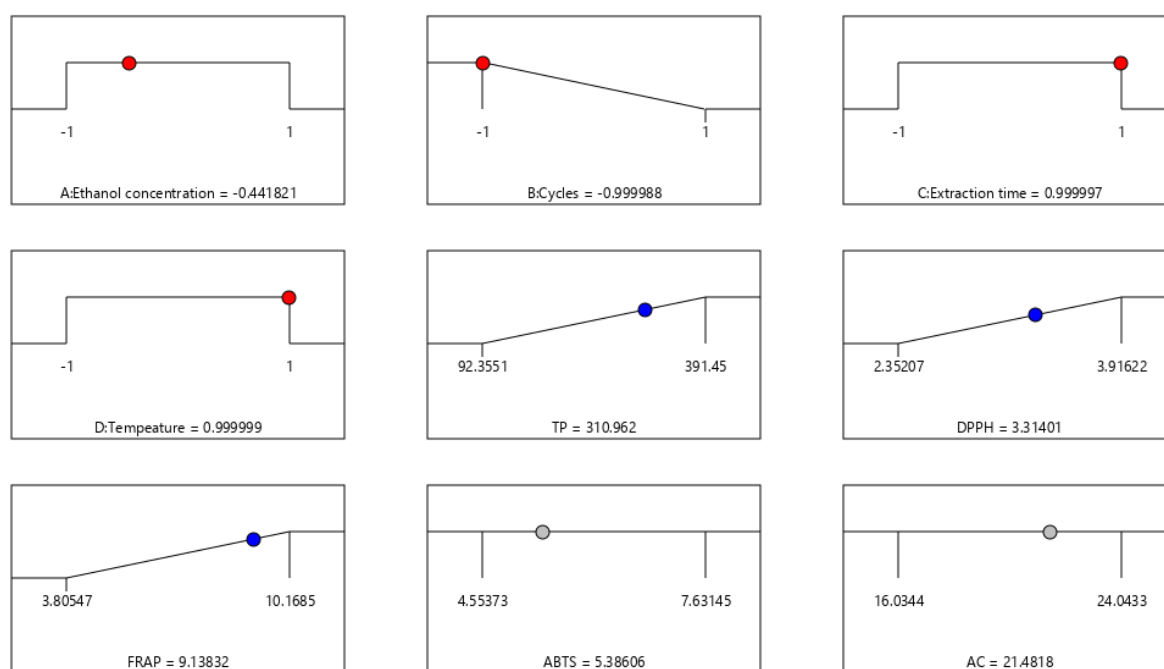 -1 1
A:Ethanol concentration = -0.441821
-1 1
B:Cycles = -0.999988
-1 1
C:Extraction time = 0.999997
-1 1
D:Tempeature = 0.999999
92.3551 391.45
TP = 310.962
2.35207 3.91622
DPPH = 3.31401
3.80547 10.1685
FRAP = 9.13832
4.55373 7.63145
ABTS = 5.38606
16.0344 24.0433
AC = 21.4818